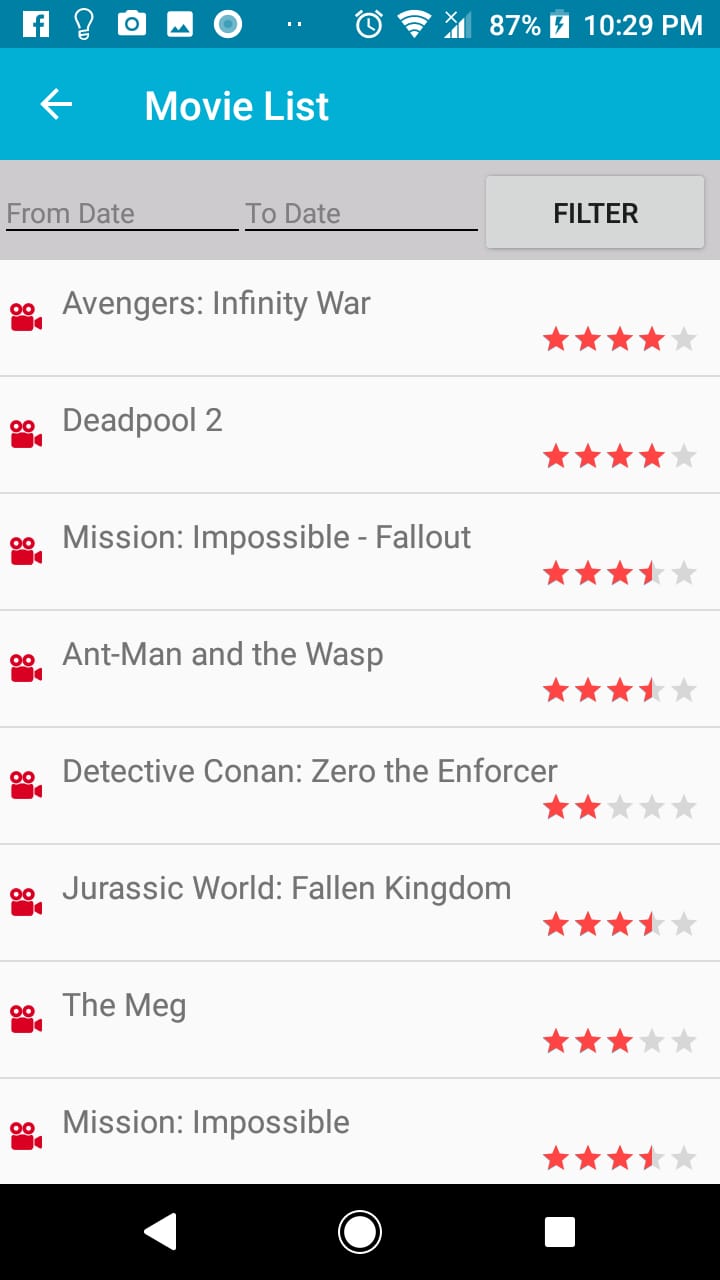 87% 10:29 PM
Movie List
From Date To Date FILTER
Avengers: Infinity War
Deadpool 2
Mission: Impossible - Fallout
Ant-Man and the Wasp
Detective Conan: Zero the Enforcer
Jurassic World: Fallen Kingdom
The Meg
Mission: Impossible